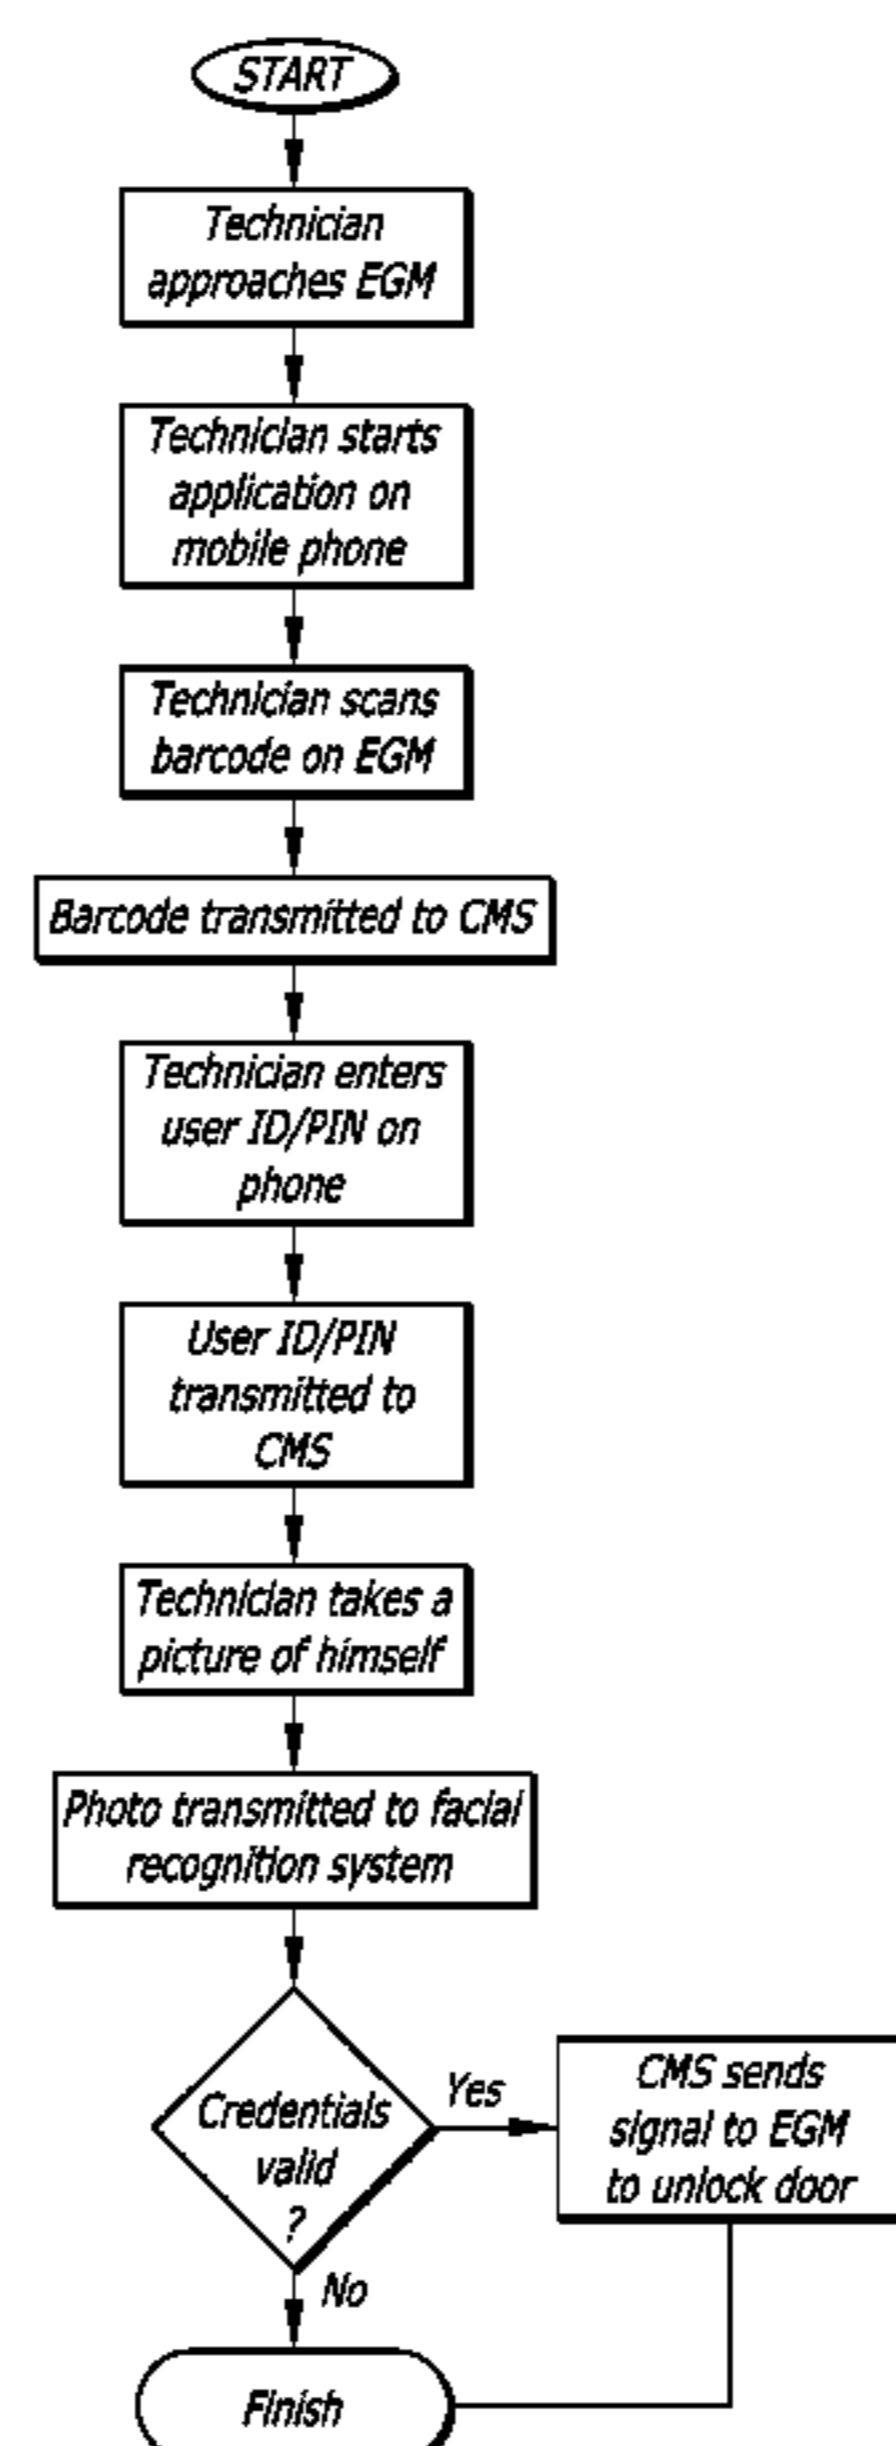 START
Technician
approaches EGM
Technician starts
application on
mobile phone
Technician scans
barcode on EGM
Barcode transmitted to CMS
Technician enters
user ID/PIN on
phone
User ID/PIN
transmitted to
CMS
Technician takes a
picture of himself
Photo transmitted to facial
recognition system
Credentials
valid
?
Yes
CMS sends
signal to EGM
to unlock door
No
Finish